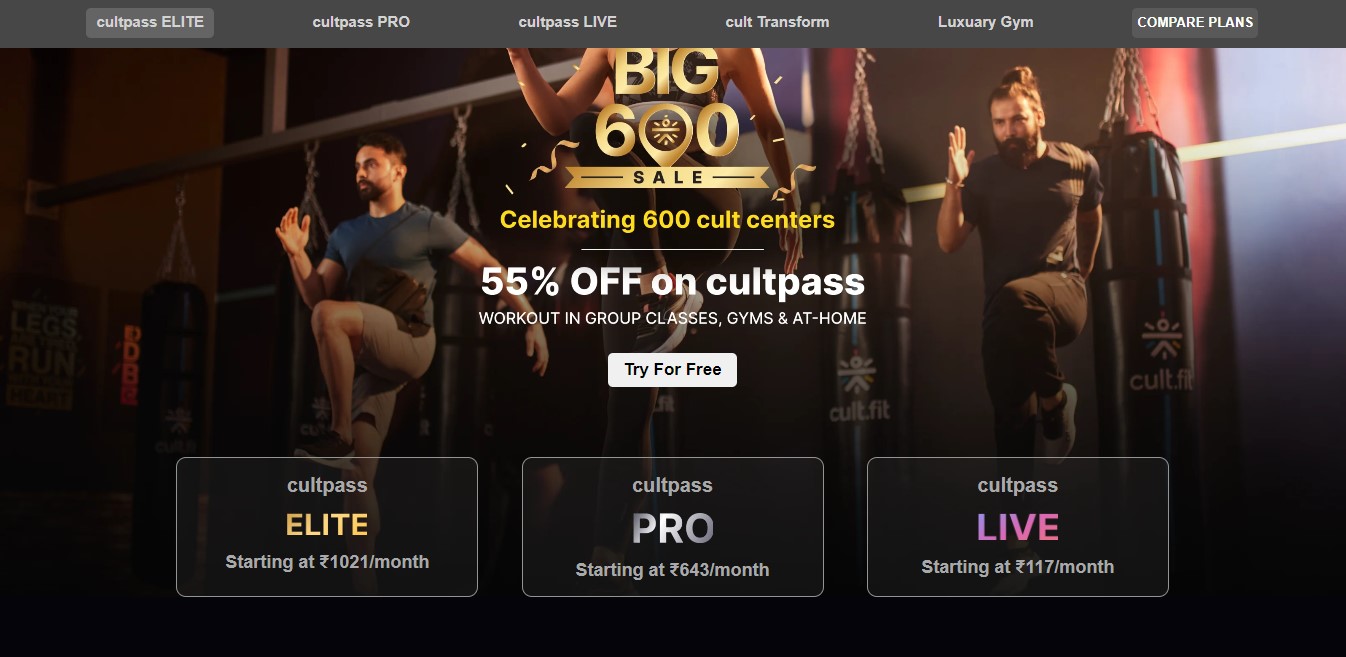 cultpass ELITE
cultpass PRO
cultpass LIVE
cult Transform
Luxuary Gym
COMPARE PLANS
BIG
600
SALE
Celebrating 600 cult centers
55% OFF on cultpass
WORKOUT IN GROUP CLASSES, GYMS & AT-HOME
Try For Free
LEGS
RUN
HEART
cult.fit
cult.fit
cultpass
ELITE
Starting at ₹1021/month
cultpass
PRO
Starting at ₹643/month
cultpass
LIVE
Starting at ₹117/month